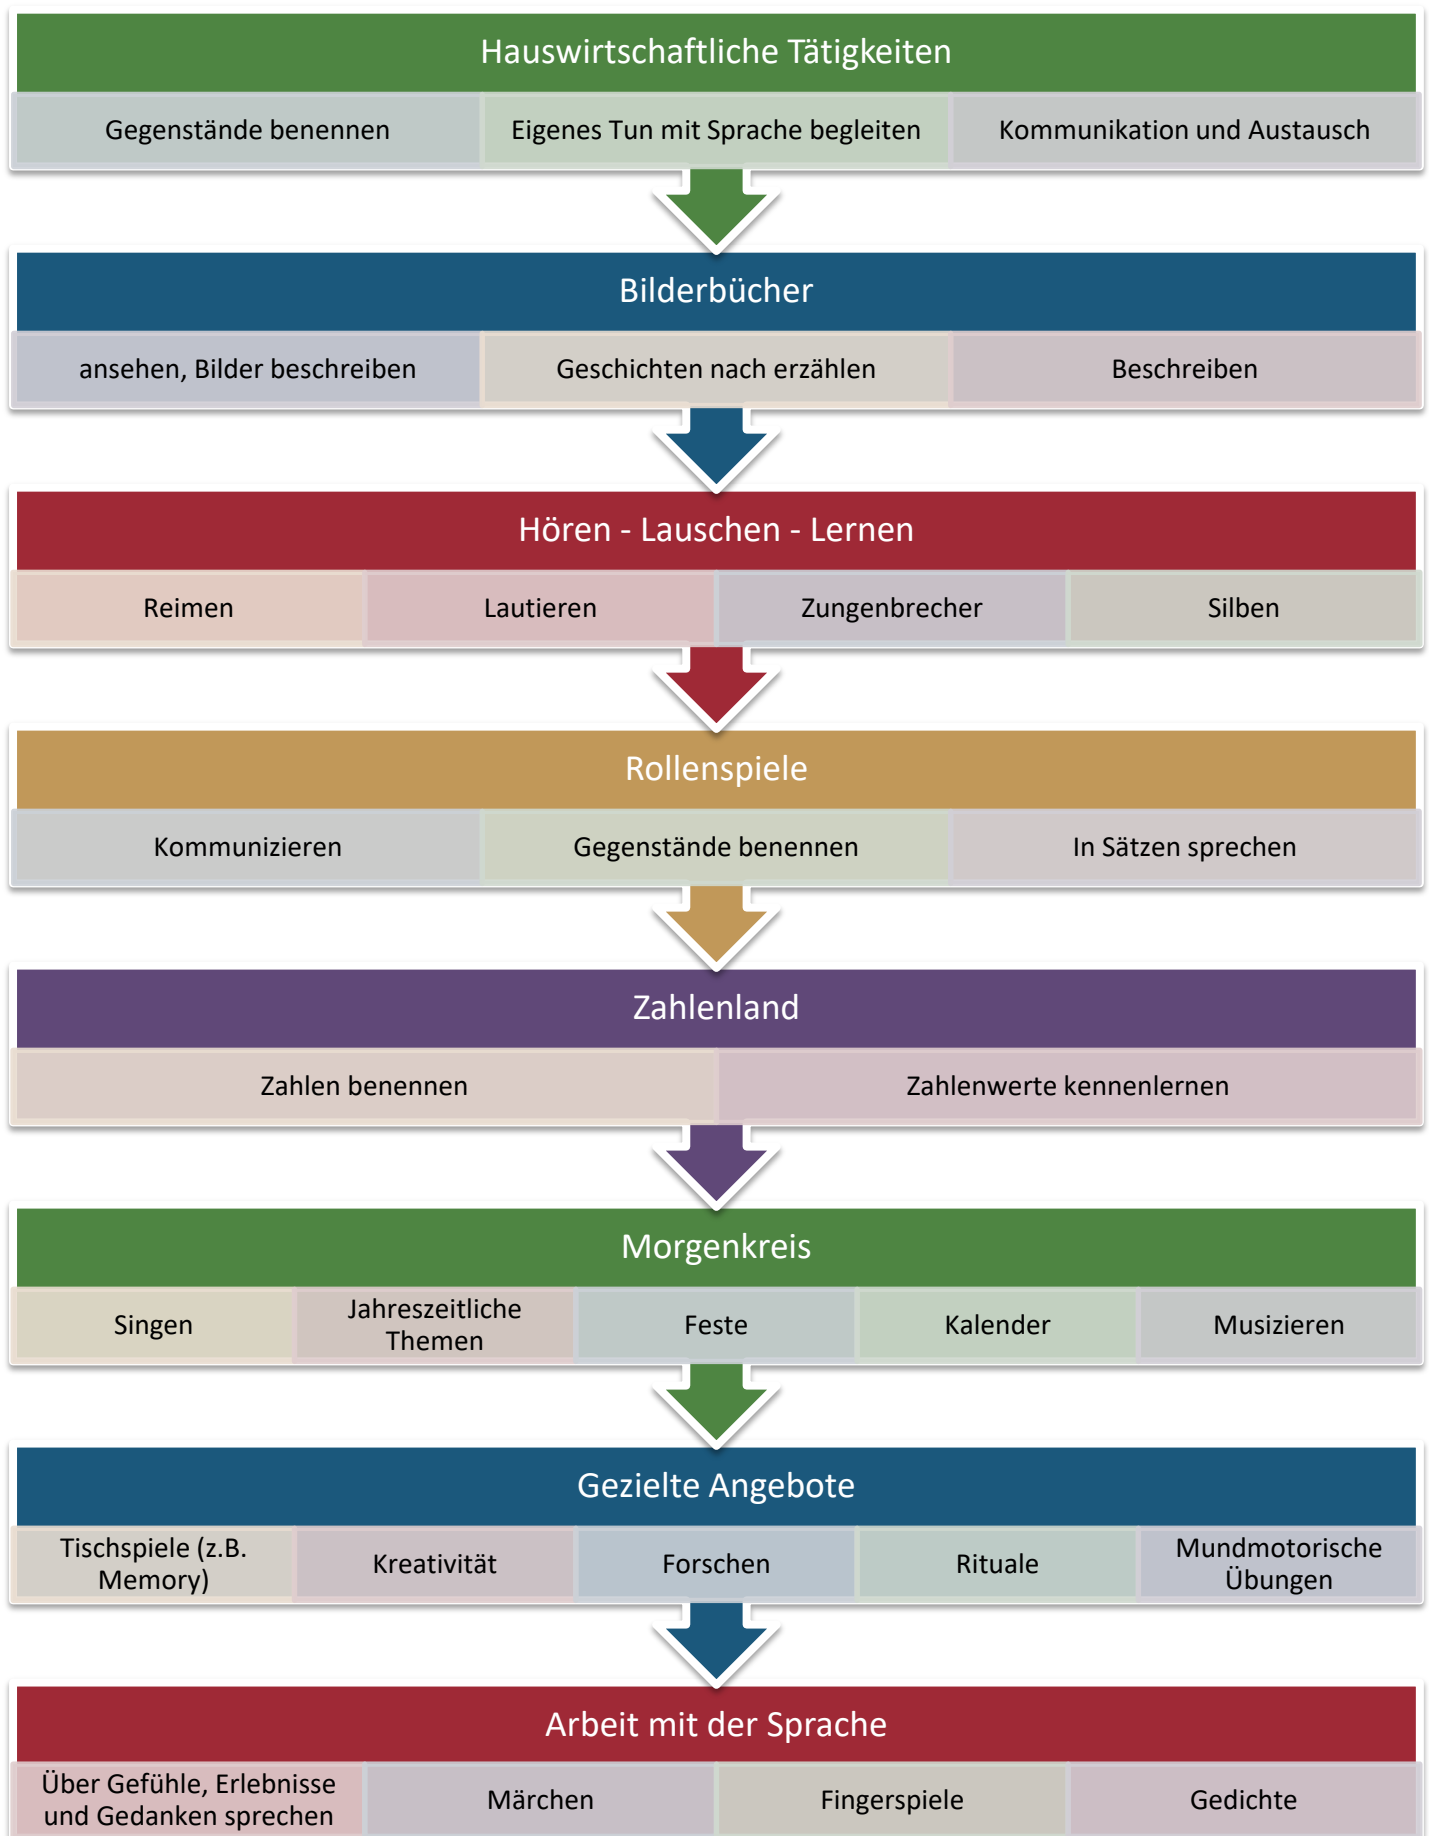 Hauswirtschaftliche Tätigkeiten
Gegenstände benennen
Eigenes Tun mit Sprache begleiten
Kommunikation und Austausch
Bilderbücher
ansehen, Bilder beschreiben
Geschichten nach erzählen
Beschreiben
Hören - Lauschen - Lernen
Reimen
Lautieren
Zungenbrecher
Silben
Rollenspiele
Kommunizieren
Gegenstände benennen
In Sätzen sprechen
Zahlenland
Zahlen benennen
Zahlenwerte kennenlernen
Morgenkreis
Singen
Jahreszeitliche
Themen
Feste
Kalender
Musizieren
Gezielte Angebote
Tischspiele (z.B.
Memory)
Kreativität
Forschen
Rituale
Mundmotorische
Übungen
Arbeit mit der Sprache
Über Gefühle, Erlebnisse
und Gedanken sprechen
Märchen
Fingerspiele
Gedichte